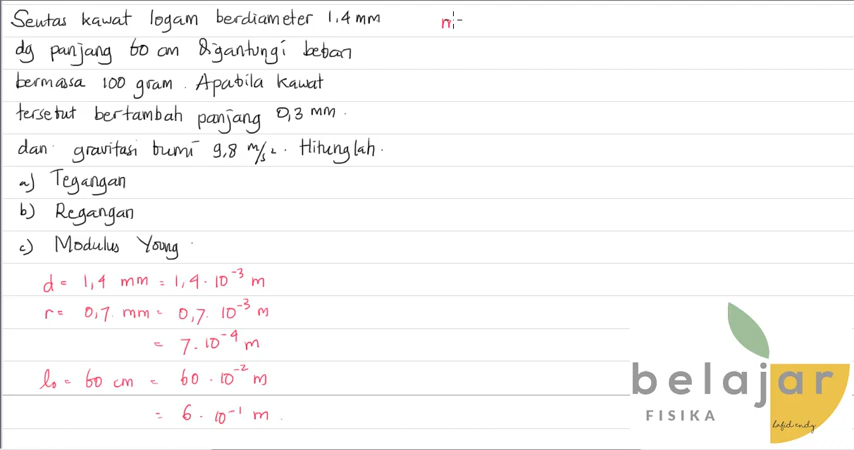 Seutas kawat logam berdiameter 1,4 mm
dg panjang 60 cm digantungi beban
bermassa 100 gram. Apabila kawat
tersebut bertambah panjang 0,3 mm.
dan gravitasi bumi 9,8 m/s². Hitunglah.
a) Tegangan
b) Regangan
c) Modulus Young.
d = 1,4 mm = 1,4 · 10⁻³ m
r = 0,7 mm = 0,7 · 10⁻³ m
= 7 · 10⁻⁴ m
l₀ = 60 cm = 60 · 10⁻² m
= 6 · 10⁻¹ m
belajar
FISIKA